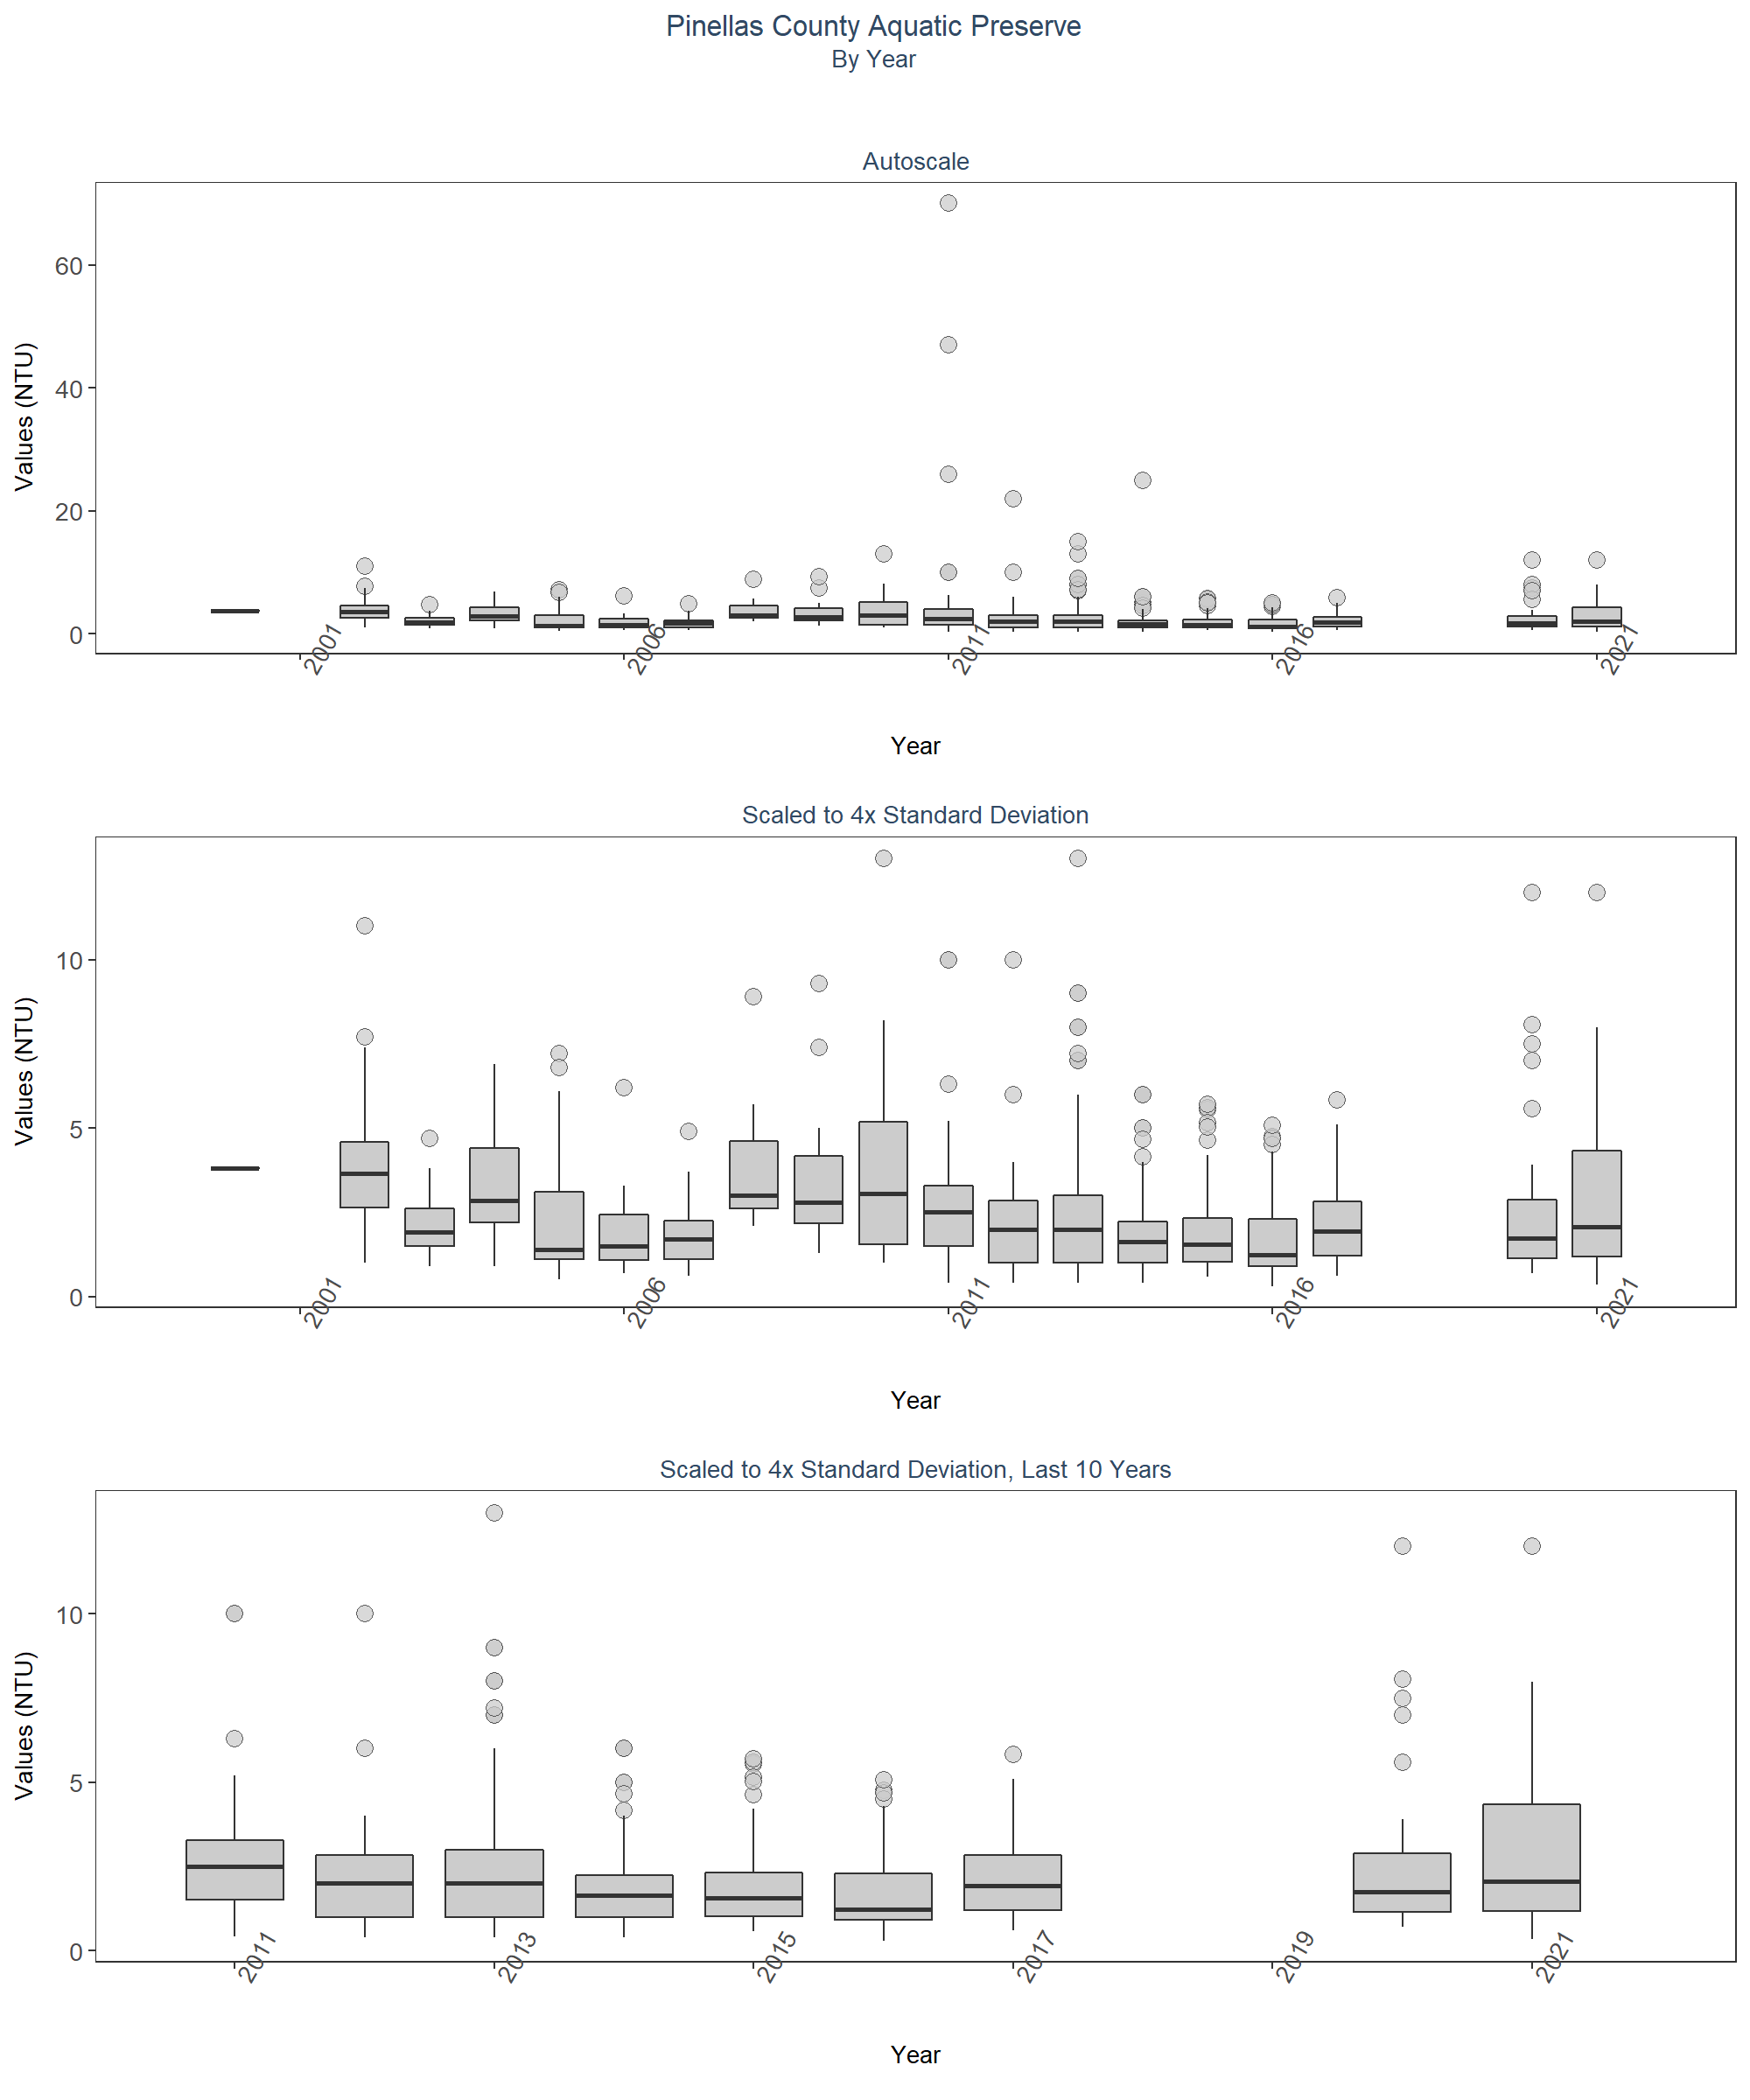 Pinellas County Aquatic Preserve
By Year
Autoscale
Values (NTU)
60
40
20
0
2001
2006
2011
2016
2021
Year
Scaled to 4x Standard Deviation
Values (NTU)
10
5
0
2001
2006
2011
2016
2021
Year
Scaled to 4x Standard Deviation, Last 10 Years
Values (NTU)
10
5
0
2011
2013
2015
2017
2019
2021
Year